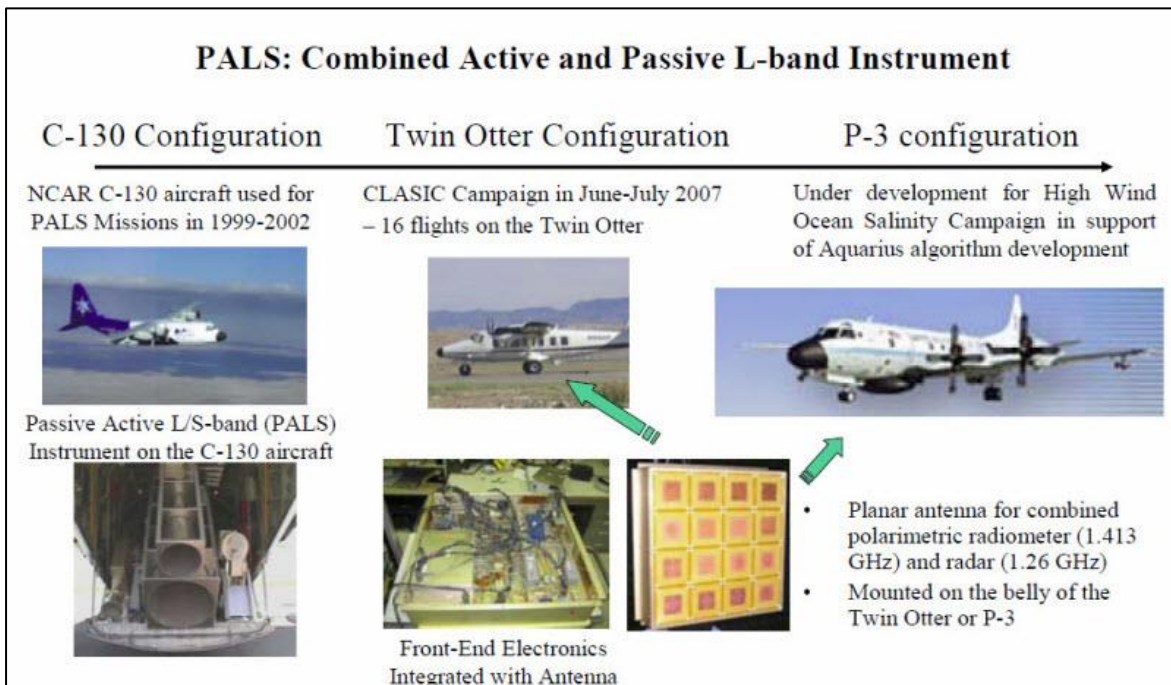 PALS: Combined Active and Passive L-band Instrument
C-130 Configuration
NCAR C-130 aircraft used for
PALS Missions in 1999-2002
Passive Active L/S-band (PALS)
Instrument on the C-130 aircraft
Twin Otter Configuration
CLASIC Campaign in June-July 2007
– 16 flights on the Twin Otter
Front-End Electronics
Integrated with Antenna
P-3 configuration
Under development for High Wind
Ocean Salinity Campaign in support
of Aquarius algorithm development
• Planar antenna for combined
polarimetric radiometer (1.413
GHz) and radar (1.26 GHz)
• Mounted on the belly of the
Twin Otter or P-3